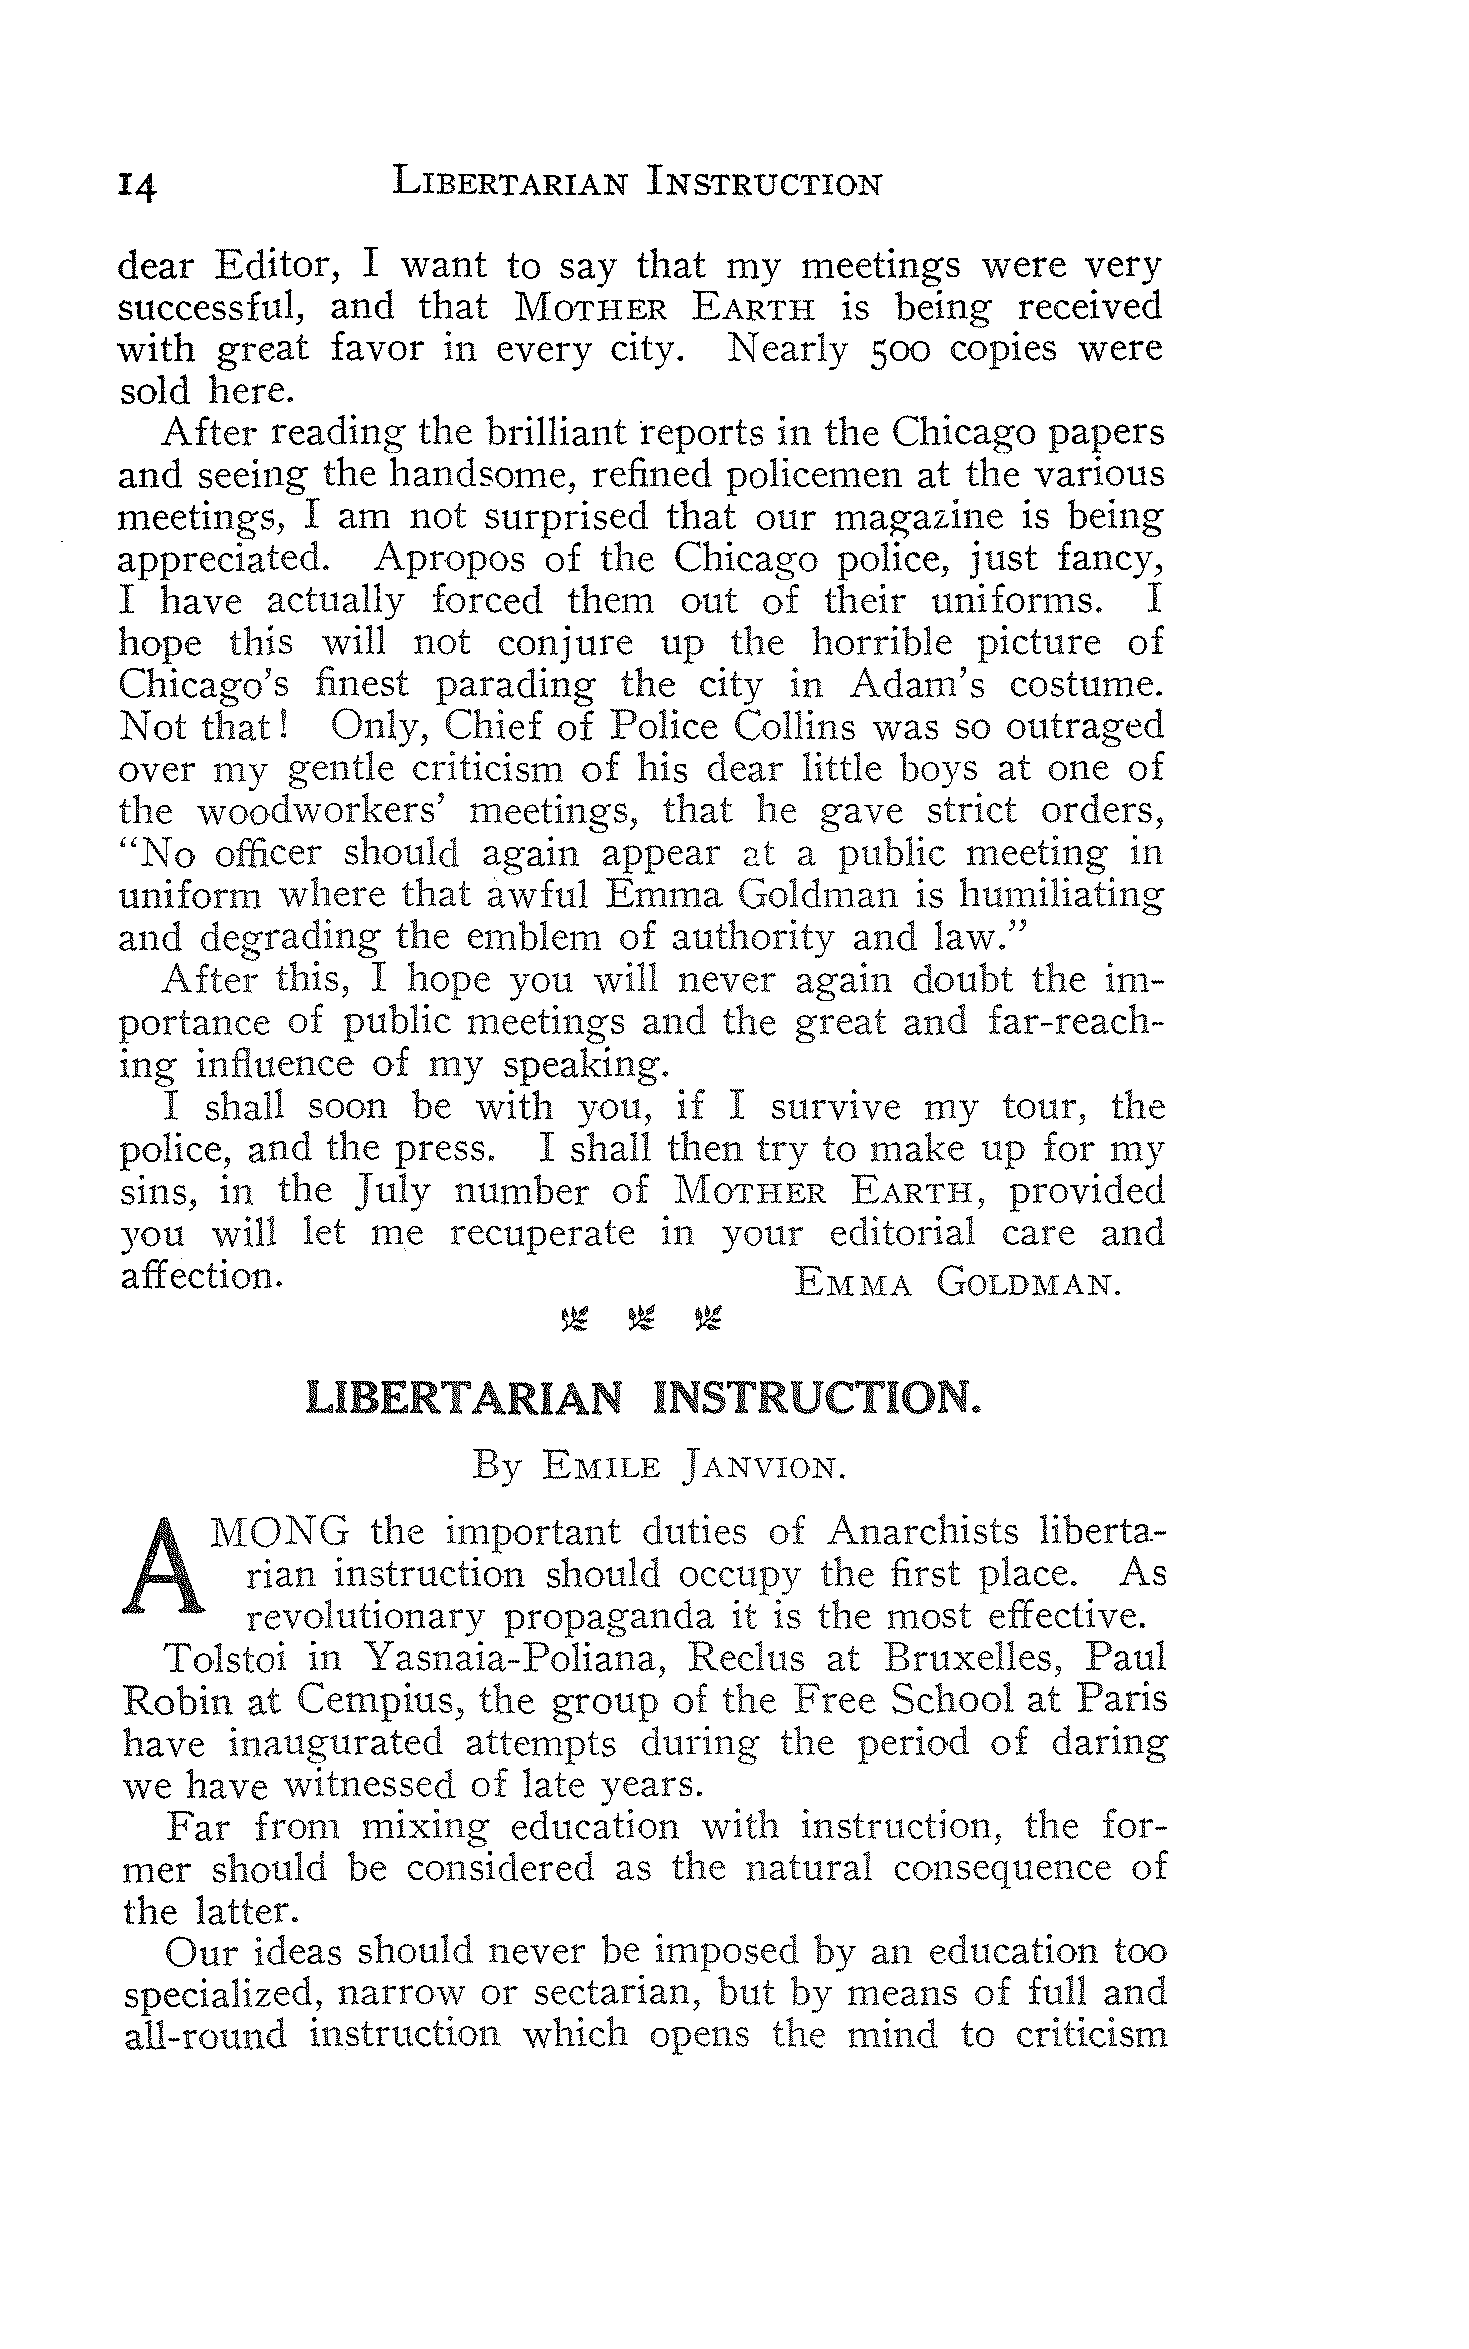 14 LIBERTARIAN INSTRUCTION
dear Editor, I want to say that my meetings were very
successful, and that MOTHER EARTH is being received
with great favor in every city. Nearly 500 copies were
sold here.
After reading the brilliant reports in the Chicago papers
and seeing the handsome, refined policemen at the various
meetings, I am not surprised that our magazine is being
appreciated. Apropos of the Chicago police, just fancy,
I have actually forced them out of their uniforms. I
hope this will not conjure up the horrible picture of
Chicago's finest parading the city in Adam's costume.
Not that! Only, Chief of Police Collins was so outraged
over my gentle criticism of his dear little boys at one of
the woodworkers' meetings, that he gave strict orders,
"No officer should again appear at a public meeting in
uniform where that awful Emma Goldman is humiliating
and degrading the emblem of authority and law."
After this, I hope you will never again doubt the im-
portance of public meetings and the great and far-reach-
ing influence of my speaking.
I shall soon be with you, if I survive my tour, the
police, and the press. I shall then try to make up for my
sins, in the July number of MOTHER EARTH, provided
you will let me recuperate in your editorial care and
affection. EMMA GOLDMAN.
LIBERTARIAN INSTRUCTION.
By EMILE JANVION.
AMONG the important duties of Anarchists liberta-
rian instruction should occupy the first place. As
revolutionary propaganda it is the most effective.
Tolstoi in Yasnaia-Poliana, Reclus at Bruxelles, Paul
Robin at Cempius, the group of the Free School at Paris
have inaugurated attempts during the period of daring
we have witnessed of late years.
Far from mixing education with instruction, the for-
mer should be considered as the natural consequence of
the latter.
Our ideas should never be imposed by an education too
specialized, narrow or sectarian, but by means of full and
all-round instruction which opens the mind to criticism